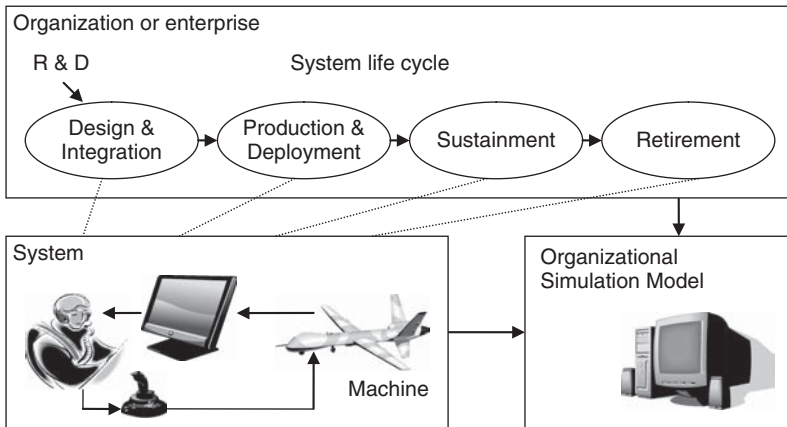 Organization or enterprise
R & D
System life cycle
Design &
Integration
Production &
Deployment
Sustainment
Retirement
System
Machine
Organizational
Simulation Model